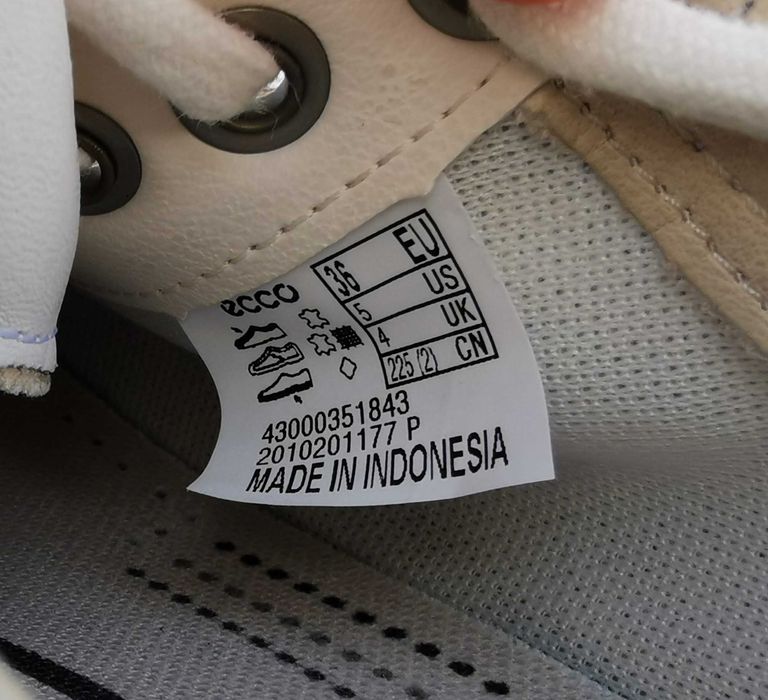 ecco
36 EU
5 US
4 UK
225 (2) CN
43000351843
2010201177 P
MADE IN INDONESIA